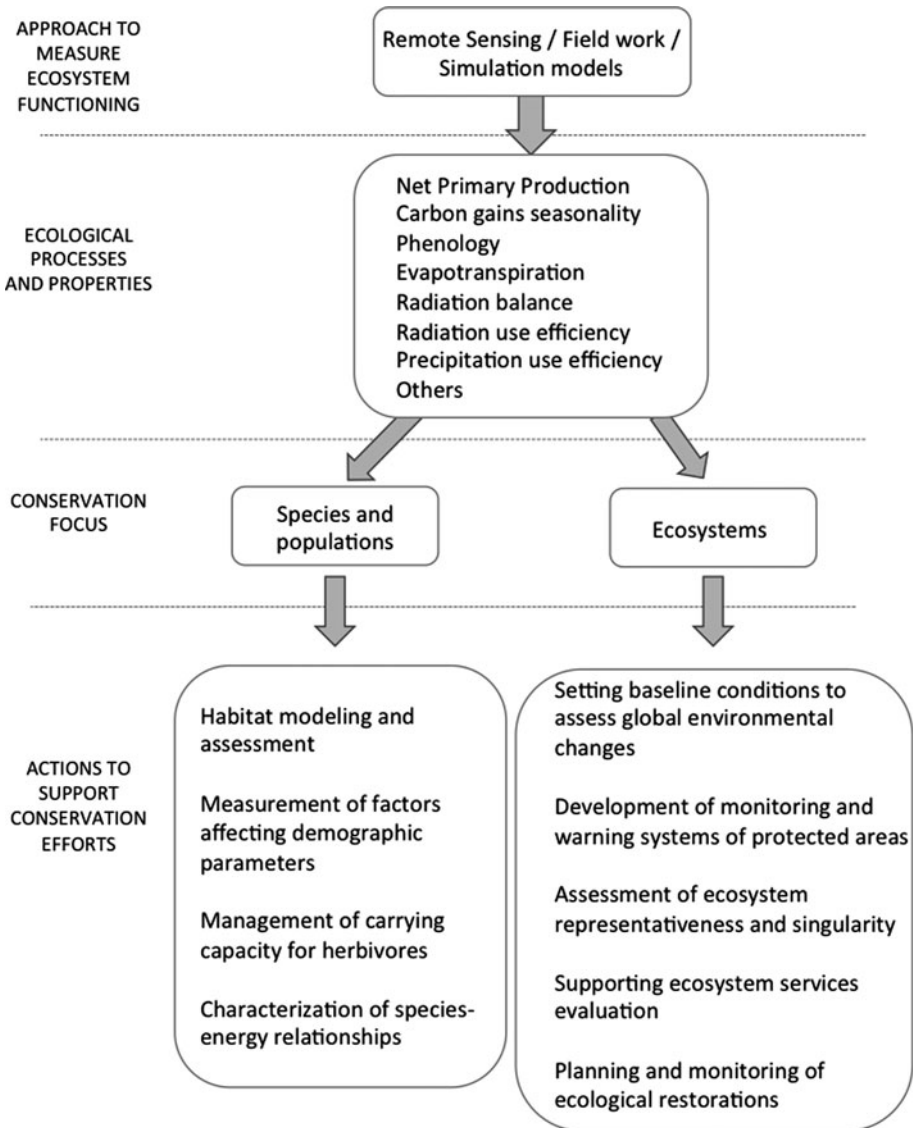 APPROACH TO
MEASURE
ECOSYSTEM
FUNCTIONING
Remote Sensing / Field work /
Simulation models
ECOLOGICAL
PROCESSES
AND PROPERTIES
Net Primary Production
Carbon gains seasonality
Phenology
Evapotranspiration
Radiation balance
Radiation use efficiency
Precipitation use efficiency
Others
CONSERVATION
FOCUS
Species and
populations
Ecosystems
ACTIONS TO
SUPPORT
CONSERVATION
EFFORTS
Habitat modeling and
assessment
Measurement of factors
affecting demographic
parameters
Management of carrying
capacity for herbivores
Characterization of species-
energy relationships
Setting baseline conditions to
assess global environmental
changes
Development of monitoring and
warning systems of protected areas
Assessment of ecosystem
representativeness and singularity
Supporting ecosystem services
evaluation
Planning and monitoring of
ecological restorations